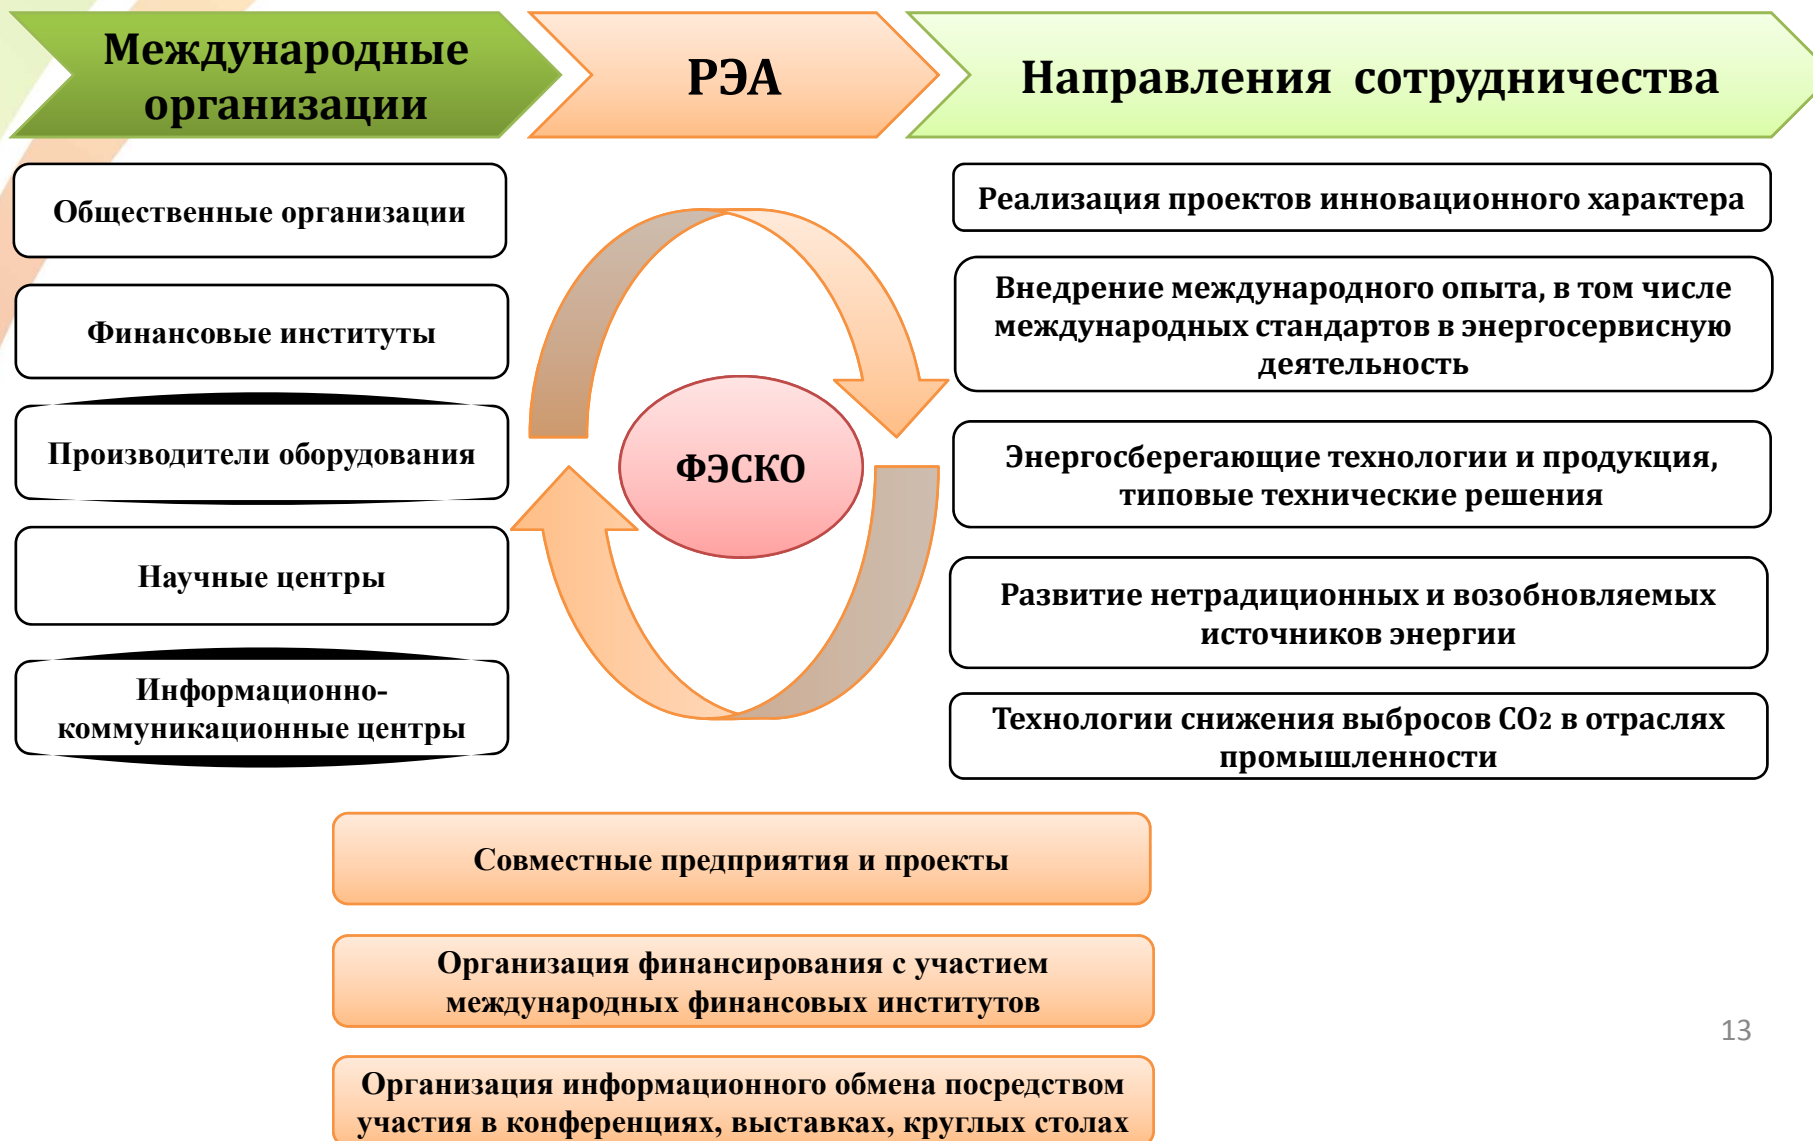 Международные
организации
РЭА
Направления сотрудничества
Общественные организации
Финансовые институты
Производители оборудования
Научные центры
Информационно-
коммуникационные центры
ФЭСКО
Реализация проектов инновационного характера
Внедрение международного опыта, в том числе
международных стандартов в энергосервисную
деятельность
Энергосберегающие технологии и продукция,
типовые технические решения
Развитие нетрадиционных и возобновляемых
источников энергии
Технологии снижения выбросов СО2 в отраслях
промышленности
Совместные предприятия и проекты
Организация финансирования с участием
международных финансовых институтов
Организация информационного обмена посредством
участия в конференциях, выставках, круглых столах
13